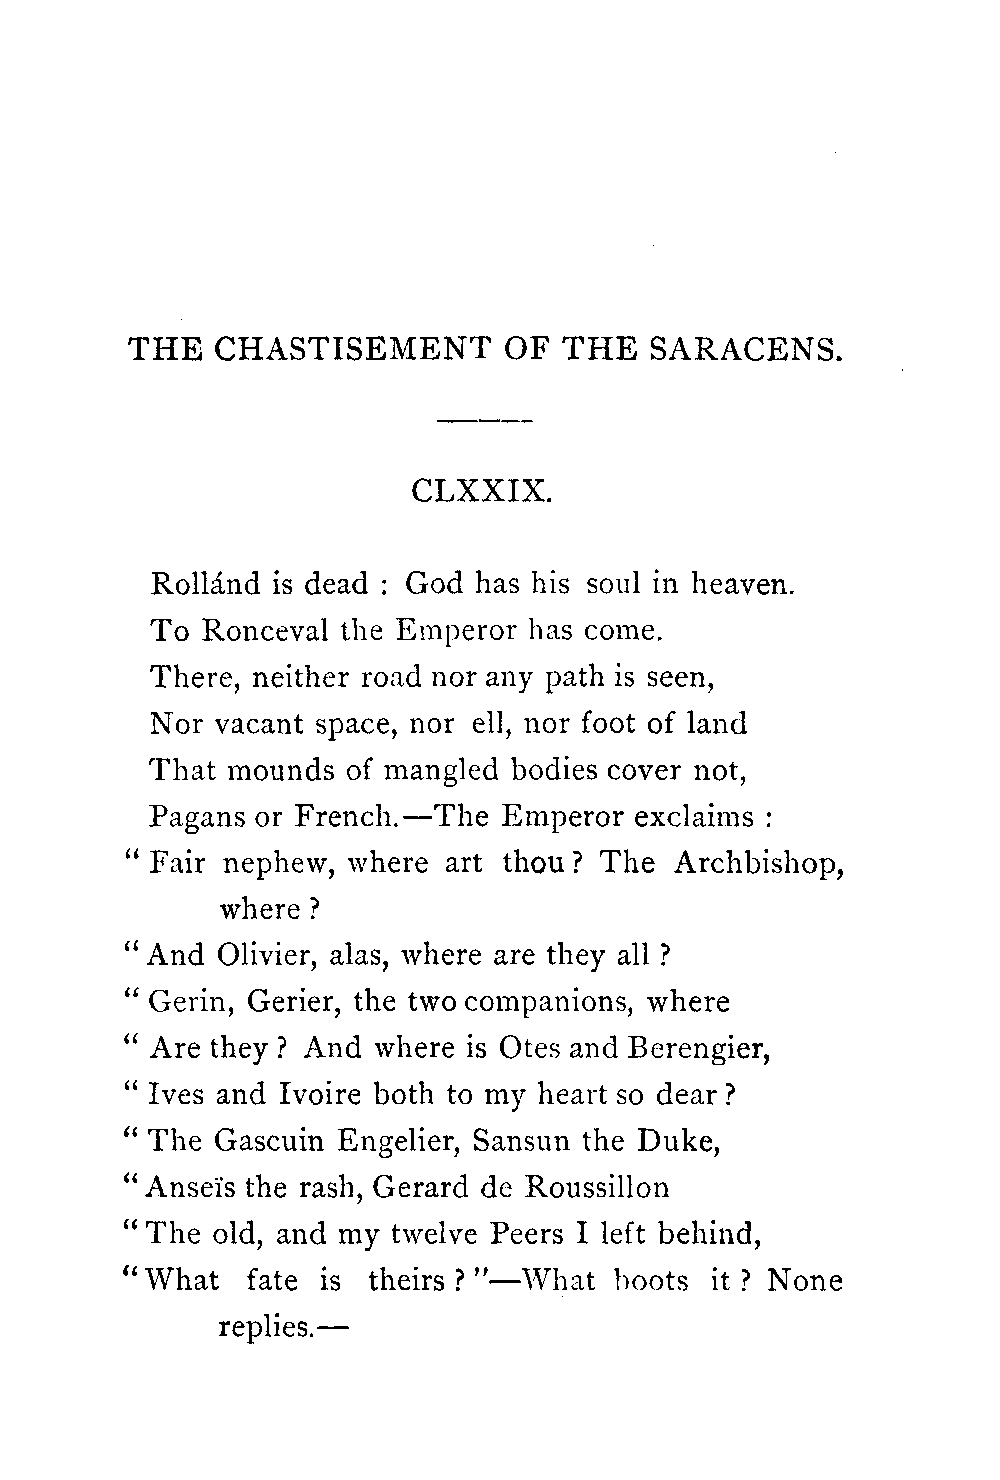 THE CHASTISEMENT OF THE SARACENS.
CLXXIX.
Rollánd is dead : God has his soul in heaven.
To Ronceval the Emperor has come.
There, neither road nor any path is seen,
Nor vacant space, nor ell, nor foot of land
That mounds of mangled bodies cover not,
Pagans or French.—The Emperor exclaims :
“ Fair nephew, where art thou ? The Archbishop,
where ?
“ And Olivier, alas, where are they all ?
“ Gerin, Gerier, the two companions, where
“ Are they ? And where is Otes and Berengier,
“ Ives and Ivoire both to my heart so dear ?
“ The Gascuin Engelier, Sansun the Duke,
“ Anseïs the rash, Gerard de Roussillon
“ The old, and my twelve Peers I left behind,
“ What fate is theirs ? ”—What boots it ? None
replies.—